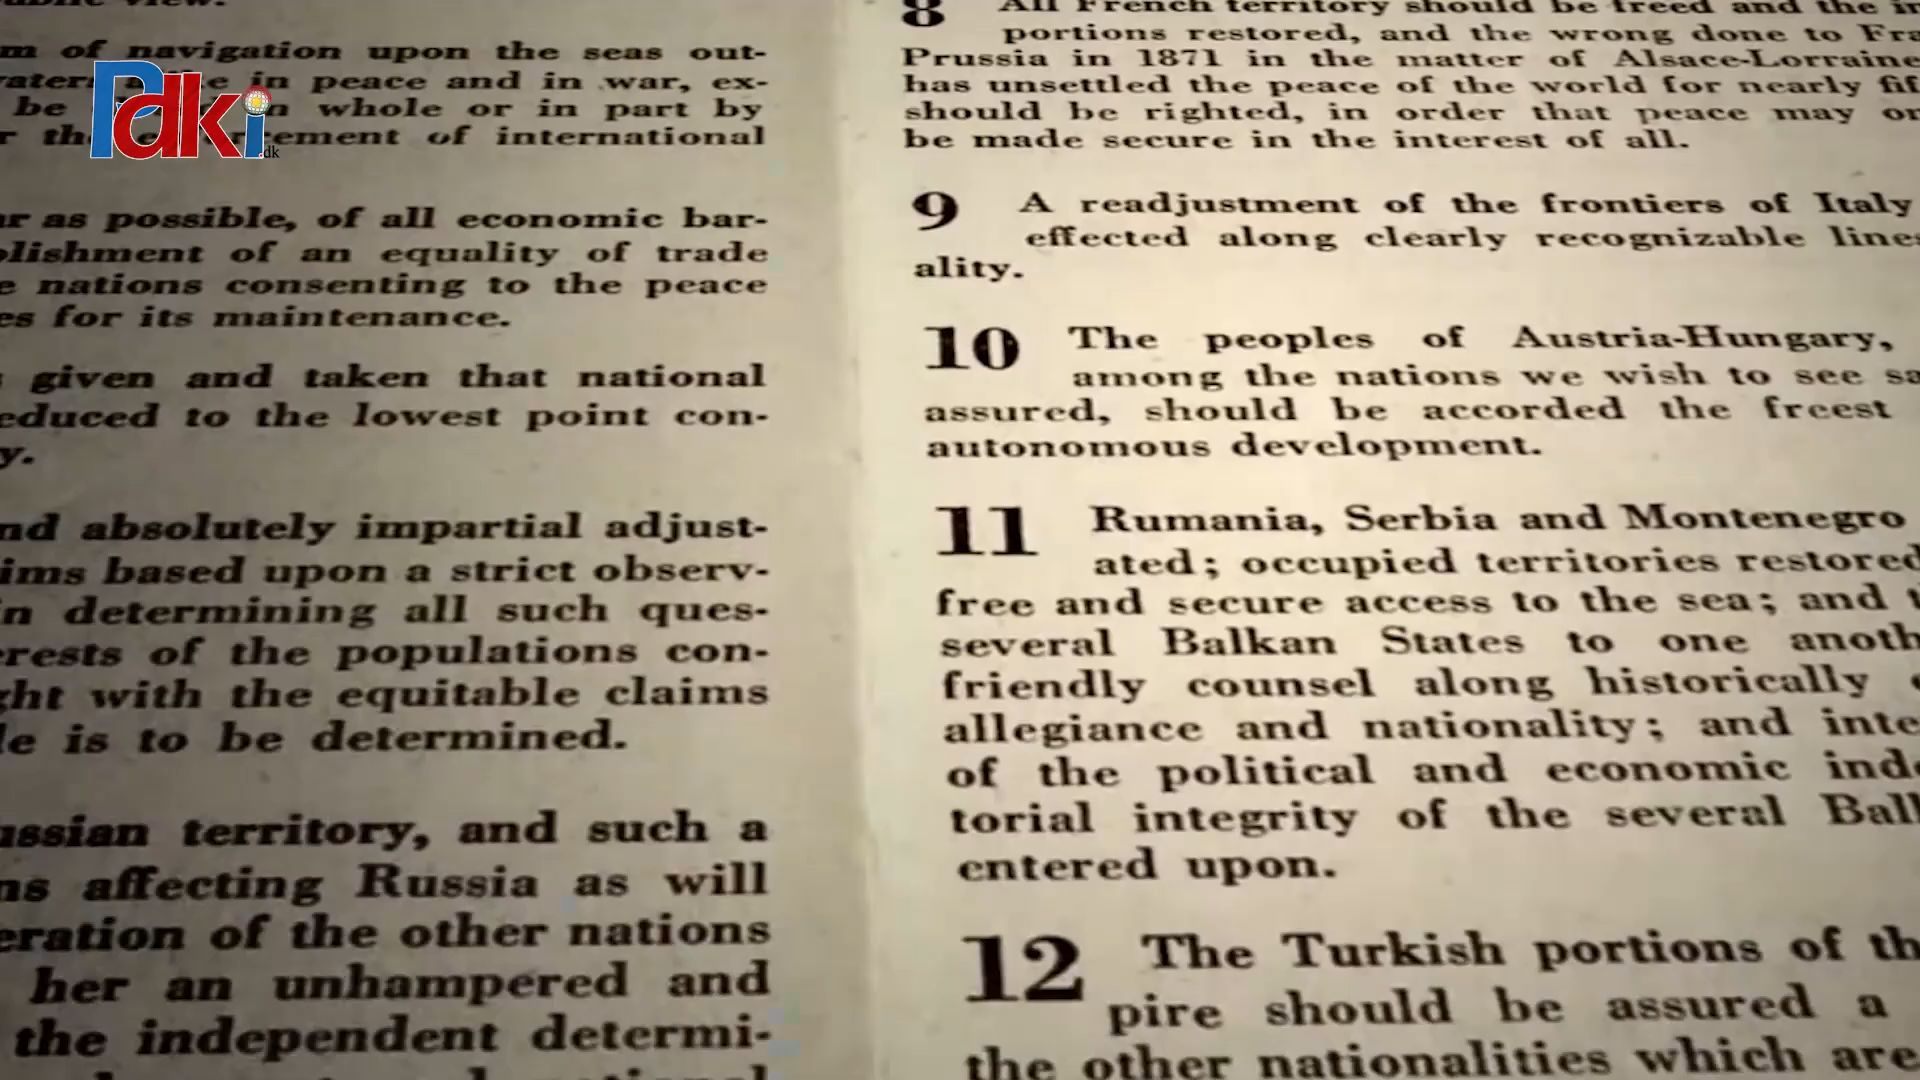 m of navigation upon the seas out-
in peace and in war, ex-
be whole or in part by
cement of international
ar as possible, of all economic bar-
blishment of an equality of trade
e nations consenting to the peace
es for its maintenance.
given and taken that national
educed to the lowest point con-
y.
nd absolutely impartial adjust-
ims based upon a strict observ-
in determining all such ques-
rests of the populations con-
ght with the equitable claims
le is to be determined.
ussian territory, and such a
ns affecting Russia as will
eration of the other nations
her an unhampered and
the independent determi-
8 All French territory should be freed and the in
portions restored, and the wrong done to Fra
Prussia in 1871 in the matter of Alsace-Lorraine
has unsettled the peace of the world for nearly fif
should be righted, in order that peace may on
be made secure in the interest of all.
9 A readjustment of the frontiers of Italy
effected along clearly recognizable lines
ality.
10 The peoples of Austria-Hungary,
among the nations we wish to see sa
assured, should be accorded the freest
autonomous development.
11 Rumania, Serbia and Montenegro
ated; occupied territories restored
free and secure access to the sea; and t
several Balkan States to one anoth
friendly counsel along historically
allegiance and nationality; and inte
of the political and economic inde
torial integrity of the several Balk
entered upon.
12 The Turkish portions of th
pire should be assured a
the other nationalities which are
Pdki
.dk